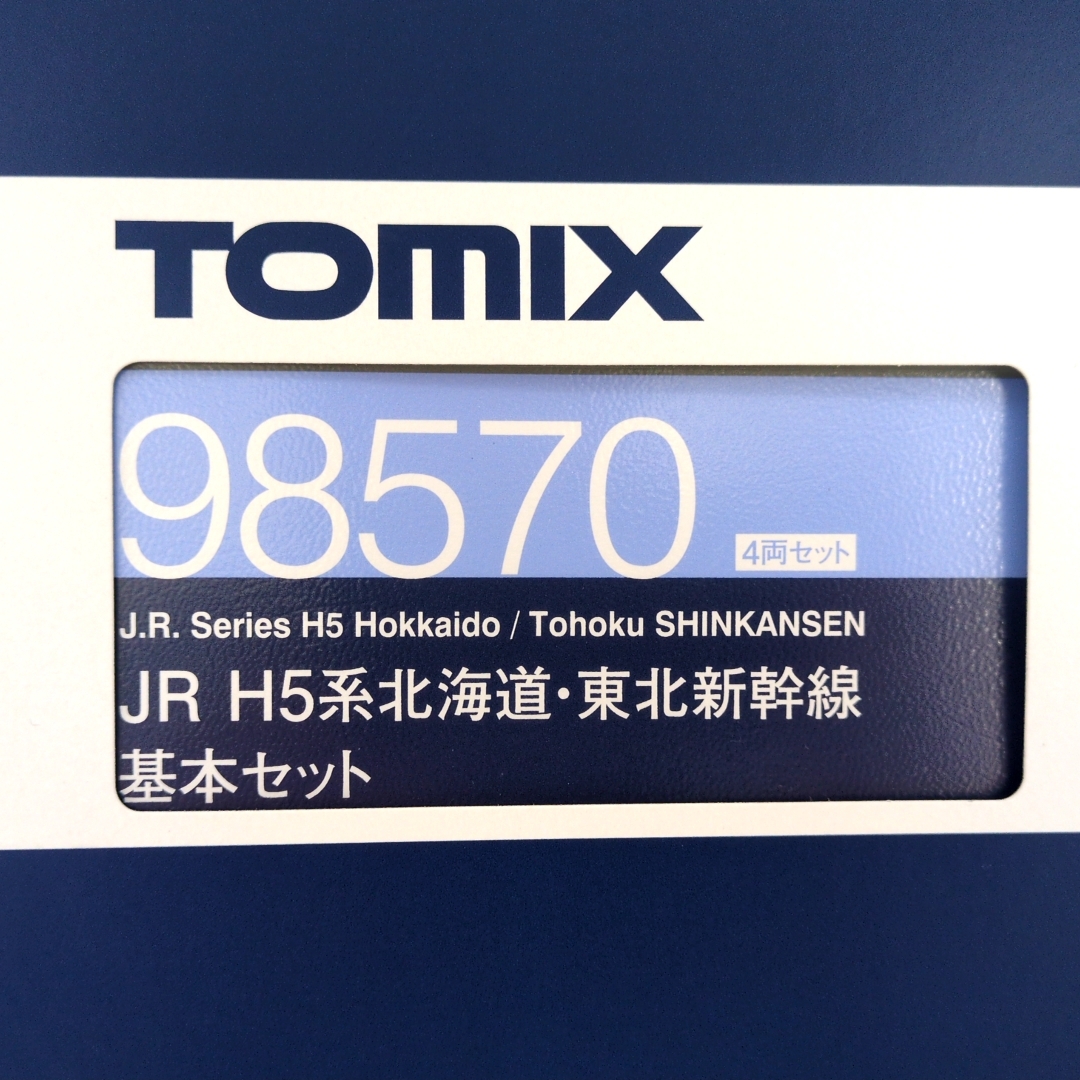 TOMIX
98570
4両セット
J.R. Series H5 Hokkaido / Tohoku SHINKANSEN
JR H5系北海道・東北新幹線
基本セット